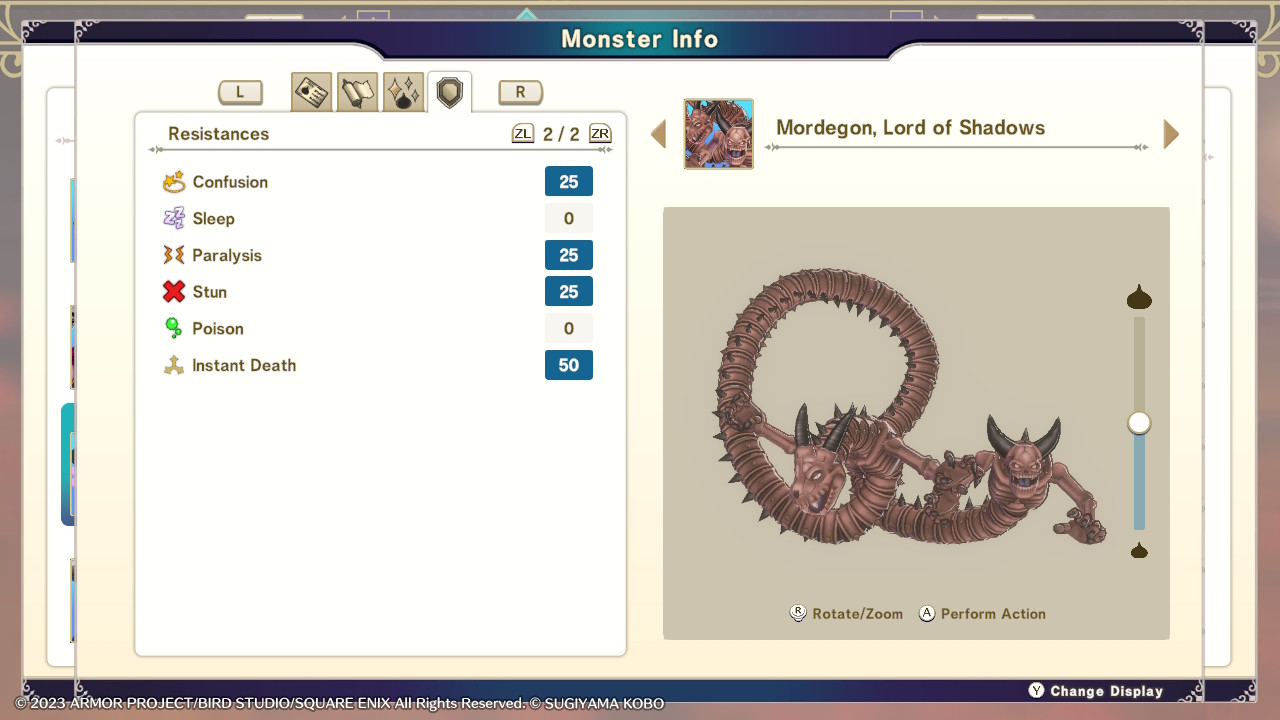 Monster Info
L
R
Resistances
ZL 2 / 2 ZR
Confusion 25
Sleep 0
Paralysis 25
Stun 25
Poison 0
Instant Death 50
Mordegon, Lord of Shadows
R Rotate/Zoom A Perform Action
Y Change Display
© 2023 ARMOR PROJECT/BIRD STUDIO/SQUARE ENIX All Rights Reserved. © SUGIYAMA KOBO